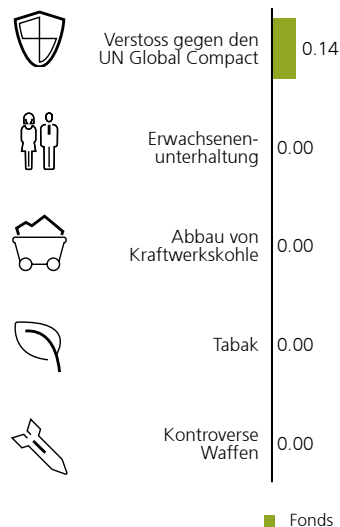 Verstoss gegen den
UN Global Compact
0.14
Erwachsenen-
unterhaltung
0.00
Abbau von
Kraftwerkskohle
0.00
Tabak
0.00
Kontroverse
Waffen
0.00
Fonds